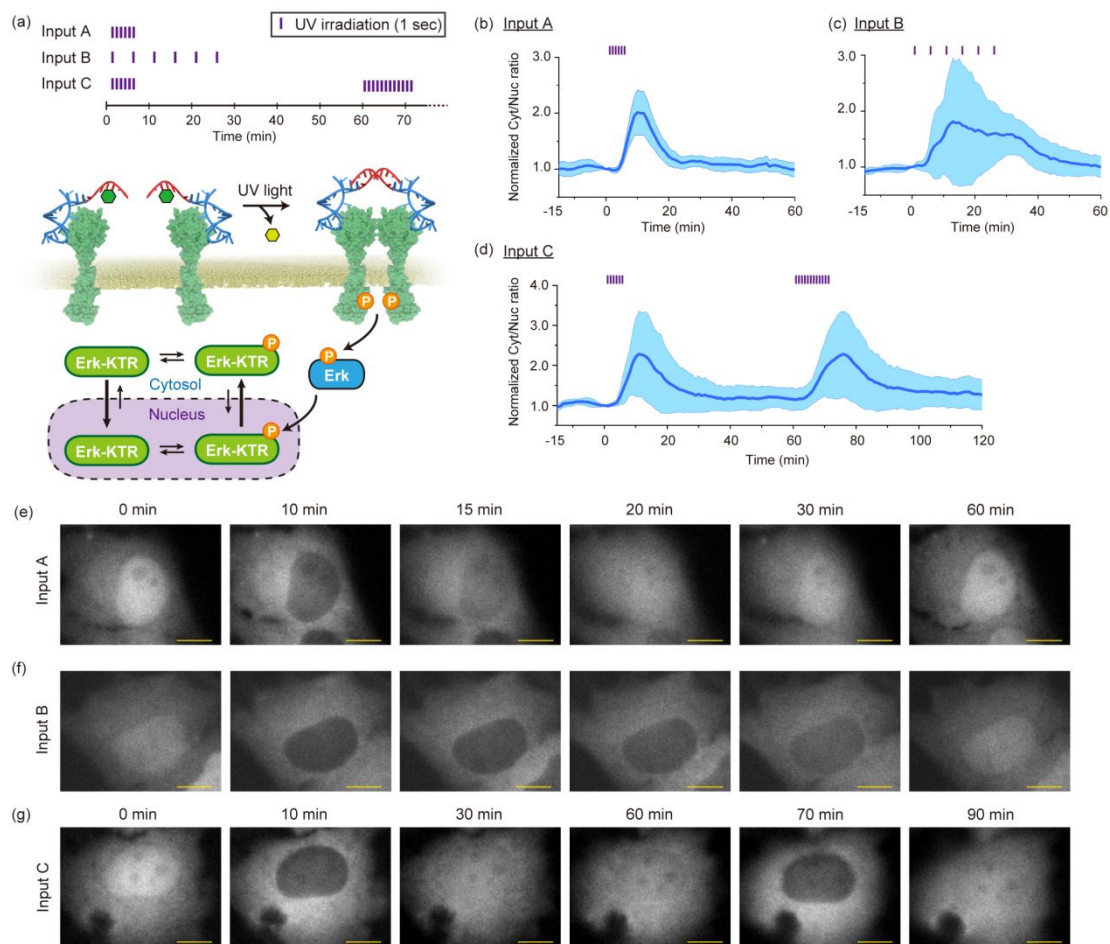 (a)
UV irradiation (1 sec)
Input A
Input B
Input C
0 10 20 30 40 50 60 70
Time (min)
UV light
P P
P
Erk
Erk-KTR Erk-KTR P
Cytosol
Nucleus
Erk-KTR Erk-KTR P
(b) Input A
Normalized Cyt/Nuc ratio
3.0
2.0
1.0
-15 0 20 40 60
Time (min)
(c) Input B
Normalized Cyt/Nuc ratio
3.0
2.0
1.0
-15 0 20 40 60
Time (min)
(d) Input C
Normalized Cyt/Nuc ratio
4.0
3.0
2.0
1.0
-15 0 20 40 60 80 100 120
Time (min)
(e) 0 min 10 min 15 min 20 min 30 min 60 min
Input A
(f)
Input B
(g) 0 min 10 min 30 min 60 min 70 min 90 min
Input C